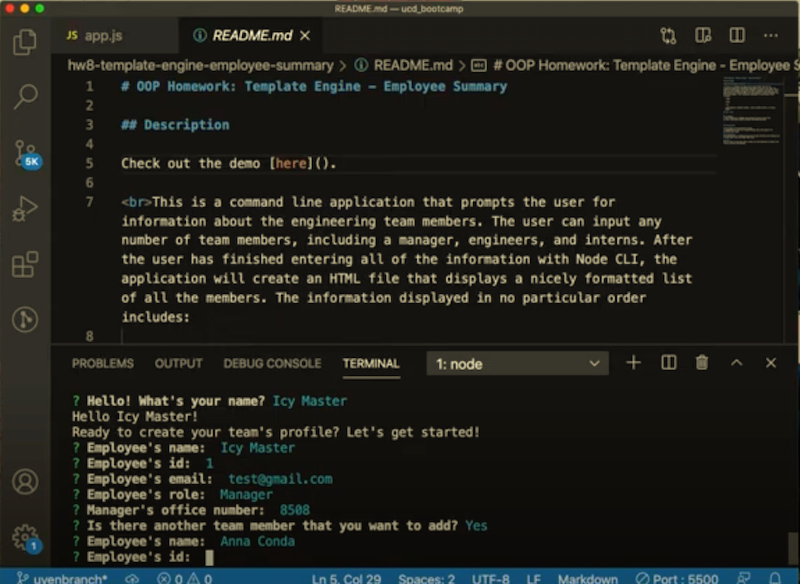 README.md — ucd_bootcamp
JS app.js
README.md
hw8-template-engine-employee-summary > README.md > # OOP Homework: Template Engine - Employee S
1 # OOP Homework: Template Engine - Employee Summary
2
3 ## Description
4
5 Check out the demo [here]().
6
7 <br>This is a command line application that prompts the user for
information about the engineering team members. The user can input any
number of team members, including a manager, engineers, and interns. After
the user has finished entering all of the information with Node CLI, the
application will create an HTML file that displays a nicely formatted list
of all the members. The information displayed in no particular order
includes:
8
5K
PROBLEMS OUTPUT DEBUG CONSOLE TERMINAL 1: node
? Hello! What's your name? Icy Master
Hello Icy Master!
Ready to create your team's profile? Let's get started!
? Employee's name: Icy Master
? Employee's id: 1
? Employee's email: test@gmail.com
? Employee's role: Manager
? Manager's office number: 8508
? Is there another team member that you want to add? Yes
? Employee's name: Anna Conda
? Employee's id:
1
uyenbranch* 0 0 Ln 5, Col 29 Spaces: 2 UTF-8 LF Markdown Port : 5500